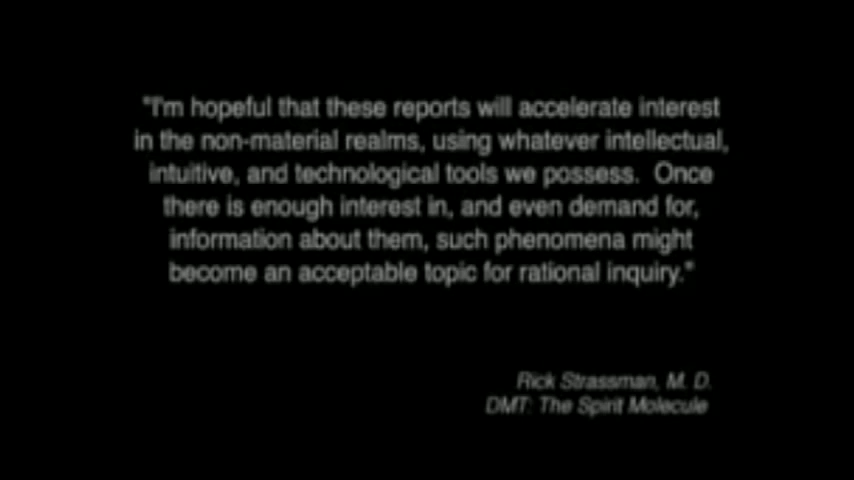 "I'm hopeful that these reports will accelerate interest
in the non-material realms, using whatever intellectual,
intuitive, and technological tools we possess.  Once
there is enough interest in, and even demand for,
information about them, such phenomena might
become an acceptable topic for rational inquiry."
Rick Strassman, M. D.
DMT: The Spirit Molecule